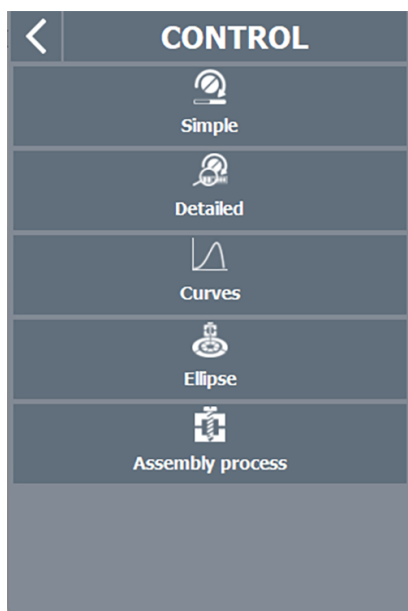 CONTROL
Simple
Detailed
Curves
Ellipse
Assembly process